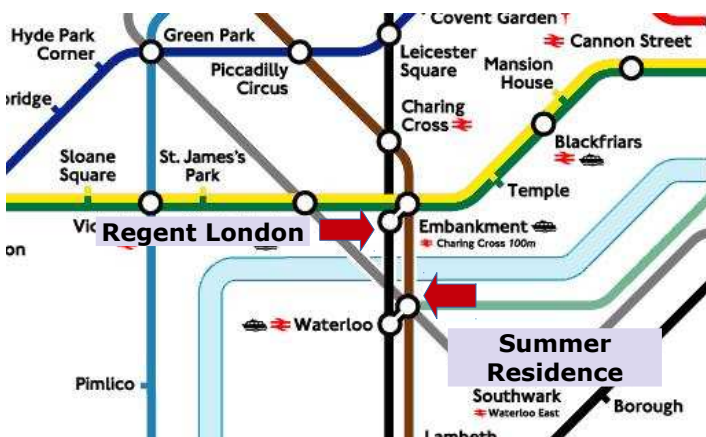 Covent Garden
Hyde Park
Corner
Green Park
Leicester
Square
Cannon Street
Piccadilly
Circus
Mansion
House
bridge
Charing
Cross
Sloane
Square
St. James's
Park
Blackfriars
Temple
Vic
Regent London
Embankment
Charing Cross 100m
on
Waterloo
Summer
Residence
Pimlico
Southwark
Waterloo East
Borough
Lambeth